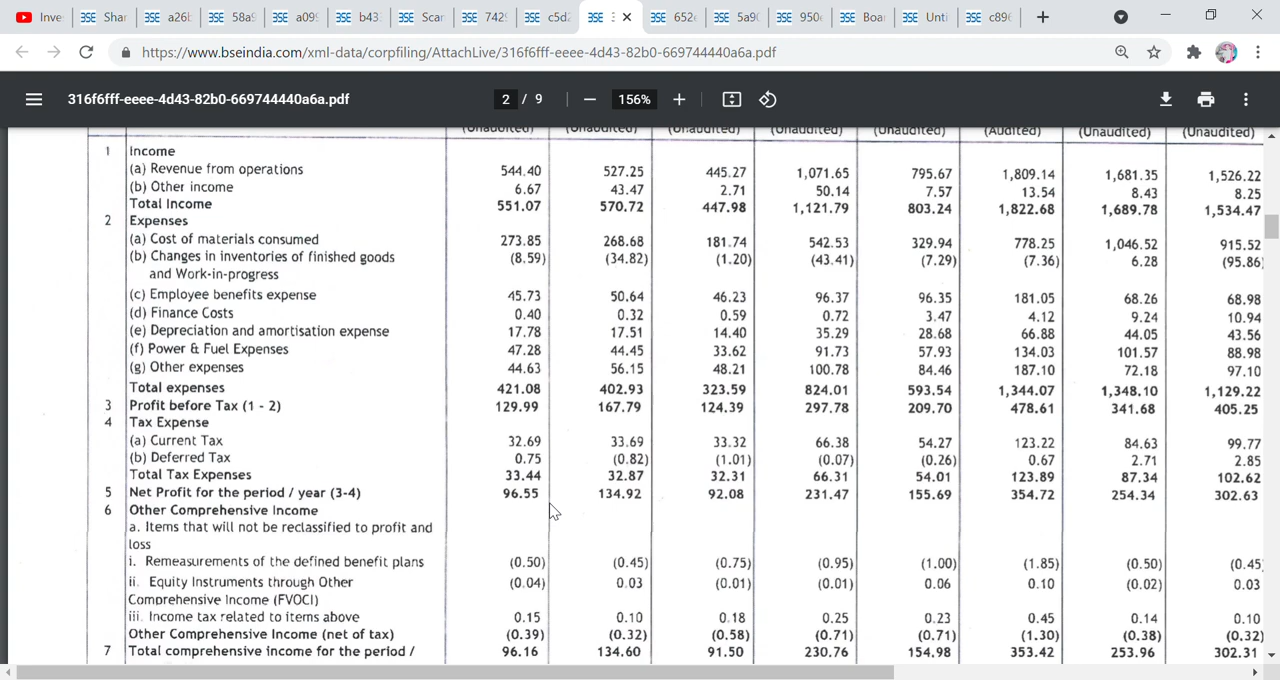 Inve Shar a26b 58a9 a099 b43 Scar 742 c5d2 652 5a90 950 Boa Unti c896
https://www.bseindia.com/xml-data/corpfiling/AttachLive/316f6fff-eeee-4d43-82b0-669744440a6a.pdf
316f6fff-eeee-4d43-82b0-669744440a6a.pdf 2 / 9 156%
(Unaudited) (Unaudited) (Unaudited) (Unaudited) (Unaudited) (Audited) (Unaudited) (Unaudited)
1 Income
(a) Revenue from operations 544.40 527.25 445.27 1,071.65 795.67 1,809.14 1,681.35 1,526.22
(b) Other income 6.67 43.47 2.71 50.14 7.57 13.54 8.43 8.25
Total Income 551.07 570.72 447.98 1,121.79 803.24 1,822.68 1,689.78 1,534.47
2 Expenses
(a) Cost of materials consumed 273.85 268.68 181.74 542.53 329.94 778.25 1,046.52 915.52
(b) Changes in inventories of finished goods (8.59) (34.82) (1.20) (43.41) (7.29) (7.36) 6.28 (95.86)
and Work-in-progress
(c) Employee benefits expense 45.73 50.64 46.23 96.37 96.35 181.05 68.26 68.98
(d) Finance Costs 0.40 0.32 0.59 0.72 3.47 4.12 9.24 10.94
(e) Depreciation and amortisation expense 17.78 17.51 14.40 35.29 28.68 66.88 44.05 43.56
(f) Power & Fuel Expenses 47.28 44.45 33.62 91.73 57.93 134.03 101.57 88.98
(g) Other expenses 44.63 56.15 48.21 100.78 84.46 187.10 72.18 97.10
Total expenses 421.08 402.93 323.59 824.01 593.54 1,344.07 1,348.10 1,129.22
3 Profit before Tax (1 - 2) 129.99 167.79 124.39 297.78 209.70 478.61 341.68 405.25
4 Tax Expense
(a) Current Tax 32.69 33.69 33.32 66.38 54.27 123.22 84.63 99.77
(b) Deferred Tax 0.75 (0.82) (1.01) (0.07) (0.26) 0.67 2.71 2.85
Total Tax Expenses 33.44 32.87 32.31 66.31 54.01 123.89 87.34 102.62
5 Net Profit for the period / year (3-4) 96.55 134.92 92.08 231.47 155.69 354.72 254.34 302.63
6 Other Comprehensive Income
a. Items that will not be reclassified to profit and
loss
i. Remeasurements of the defined benefit plans (0.50) (0.45) (0.75) (0.95) (1.00) (1.85) (0.50) (0.45
ii. Equity Instruments through Other (0.04) 0.03 (0.01) (0.01) 0.06 0.10 (0.02) 0.03
Comprehensive Income (FVOCI)
iii. Income tax related to items above 0.15 0.10 0.18 0.25 0.23 0.45 0.14 0.10
Other Comprehensive Income (net of tax) (0.39) (0.32) (0.58) (0.71) (0.71) (1.30) (0.38) (0.32
7 Total comprehensive income for the period / 96.16 134.60 91.50 230.76 154.98 353.42 253.96 302.31